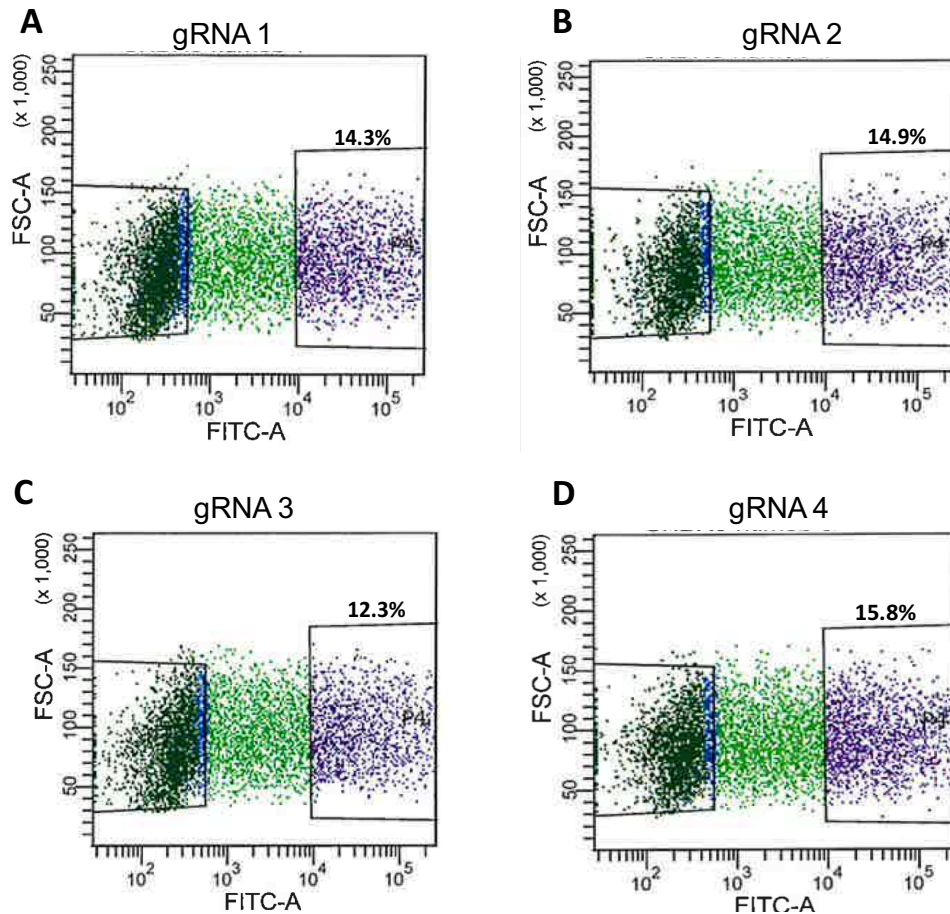 A
gRNA 1
(x 1,000)
250
200
150
100
50
FSC-A
14.3%
P4
10^2
10^3
10^4
10^5
FITC-A
B
gRNA 2
(x 1,000)
250
200
150
100
50
FSC-A
14.9%
P4
10^2
10^3
10^4
10^5
FITC-A
C
gRNA 3
(x 1,000)
250
200
150
100
50
FSC-A
12.3%
P4
10^2
10^3
10^4
10^5
FITC-A
D
gRNA 4
(x 1,000)
250
200
150
100
50
FSC-A
15.8%
P4
10^2
10^3
10^4
10^5
FITC-A